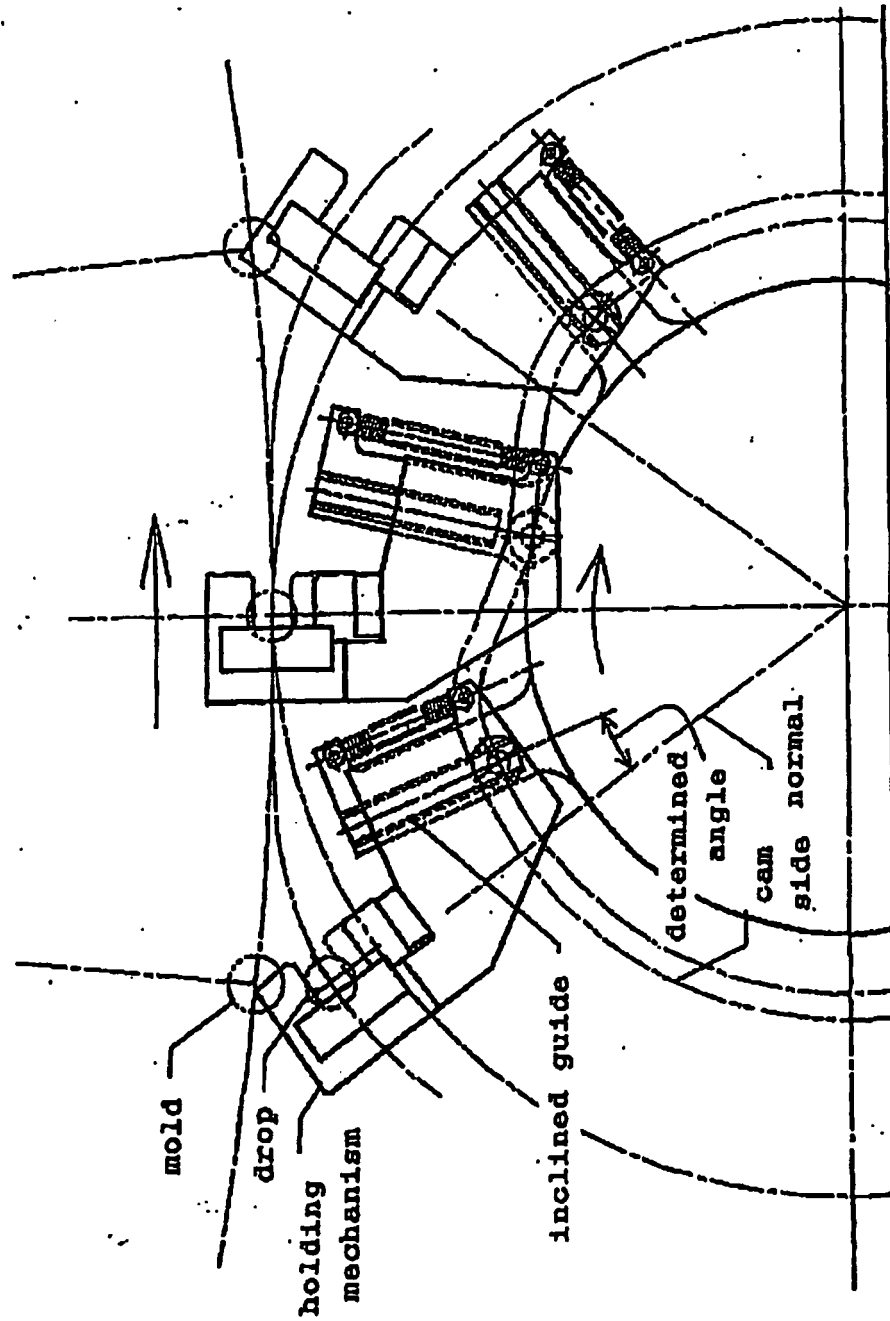 mold
drop
holding
mechanism
inclined guide
determined
angle
cam
side normal